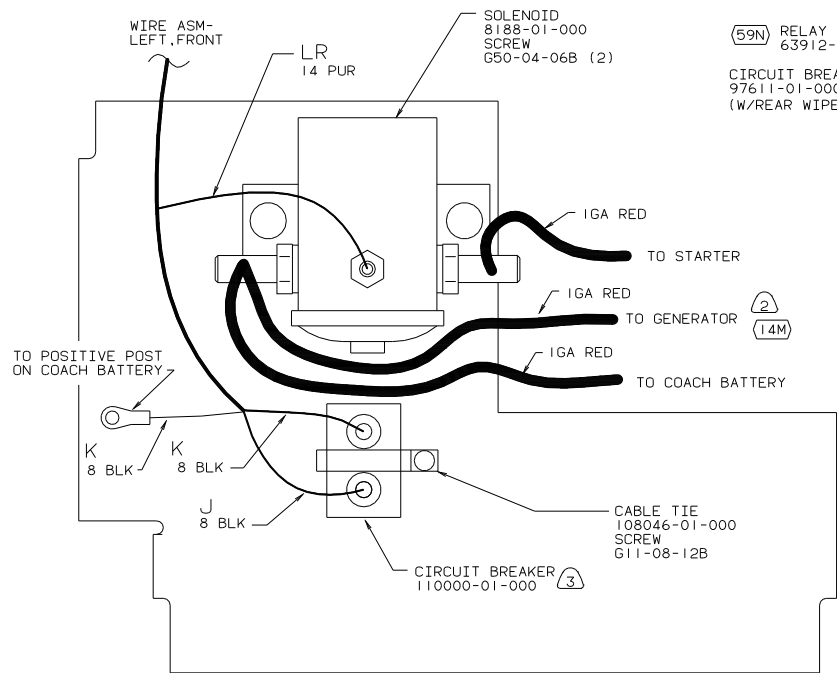 WIRE ASM-
LEFT,FRONT
LR
14 PUR
SOLENOID
8188-01-000
SCREW
G50-04-06B (2)
59N
RELAY
63912-
CIRCUIT BREA
97611-01-000
(W/REAR WIPE
1GA RED
TO STARTER
1GA RED
TO GENERATOR
2
14M
1GA RED
TO COACH BATTERY
TO POSITIVE POST
ON COACH BATTERY
K
8 BLK
K
8 BLK
J
8 BLK
CABLE TIE
108046-01-000
SCREW
G11-08-12B
CIRCUIT BREAKER
110000-01-000
3